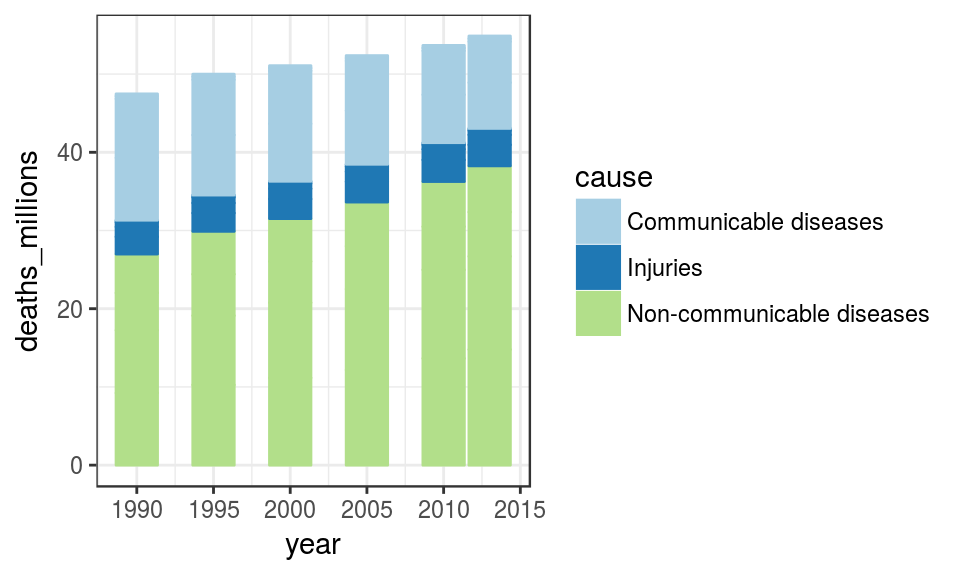 deaths_millions
40
20
0
1990 1995 2000 2005 2010 2015
year
cause
Communicable diseases
Injuries
Non-communicable diseases